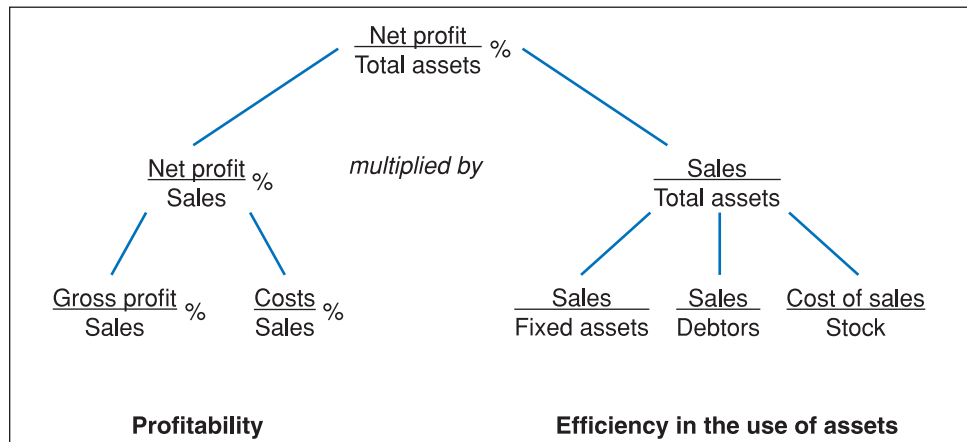 Net profit
Total assets %
Net profit
Sales %
multiplied by
Sales
Total assets
Gross profit
Sales %
Costs
Sales %
Sales
Fixed assets
Sales
Debtors
Cost of sales
Stock
Profitability
Efficiency in the use of assets